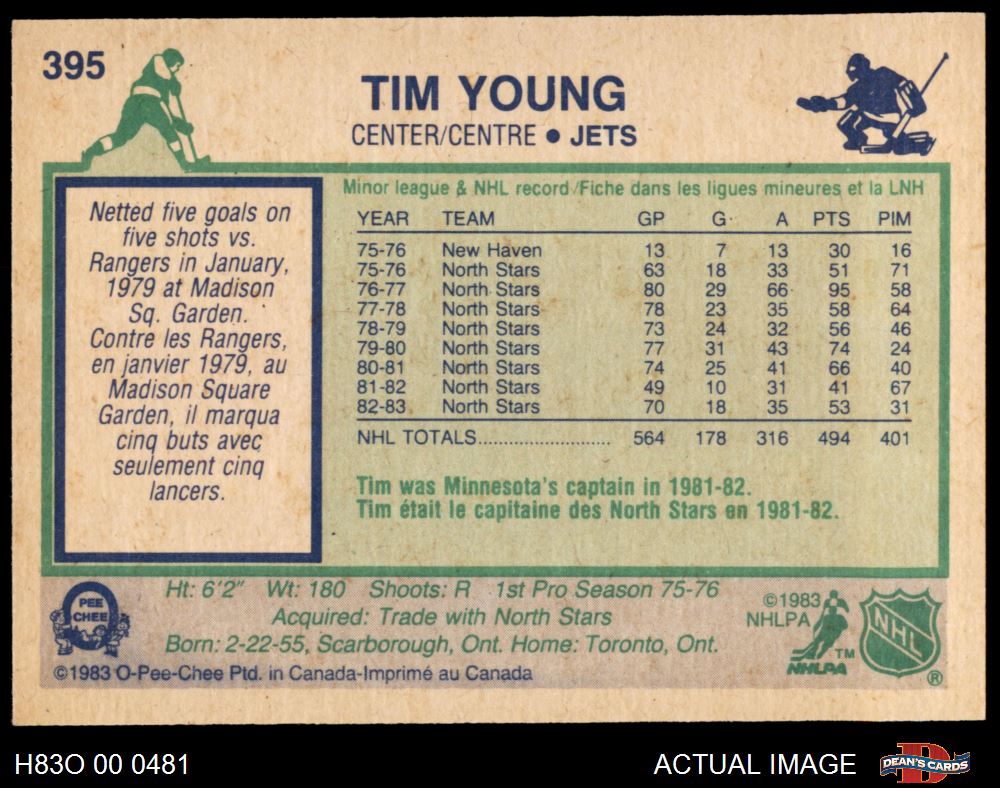 395
TIM YOUNG
CENTER/CENTRE ● JETS
Netted five goals on
five shots vs.
Rangers in January,
1979 at Madison
Sq. Garden.
Contre les Rangers,
en janvier 1979, au
Madison Square
Garden, il marqua
cinq buts avec
seulement cinq
lancers.
Minor league & NHL record/Fiche dans les ligues mineures et la LNH
YEAR TEAM GP G A PTS PIM
75-76 New Haven 13 7 13 30 16
75-76 North Stars 63 18 33 51 71
76-77 North Stars 80 29 66 95 58
77-78 North Stars 78 23 35 58 64
78-79 North Stars 73 24 32 56 46
79-80 North Stars 77 31 43 74 24
80-81 North Stars 74 25 41 66 40
81-82 North Stars 49 10 31 41 67
82-83 North Stars 70 18 35 53 31
NHL TOTALS............................ 564 178 316 494 401
Tim was Minnesota's captain in 1981-82.
Tim était le capitaine des North Stars en 1981-82.
O
PEE
CHEE
Ht: 6'2" Wt: 180 Shoots: R 1st Pro Season 75-76
Acquired: Trade with North Stars
Born: 2-22-55, Scarborough, Ont. Home: Toronto, Ont.
©1983 O-Pee-Chee Ptd. in Canada-Imprimé au Canada
©1983
NHLPA
TM
NHLPA
NHL
®
H83O 00 0481
ACTUAL IMAGE
D
DEAN'S CARDS